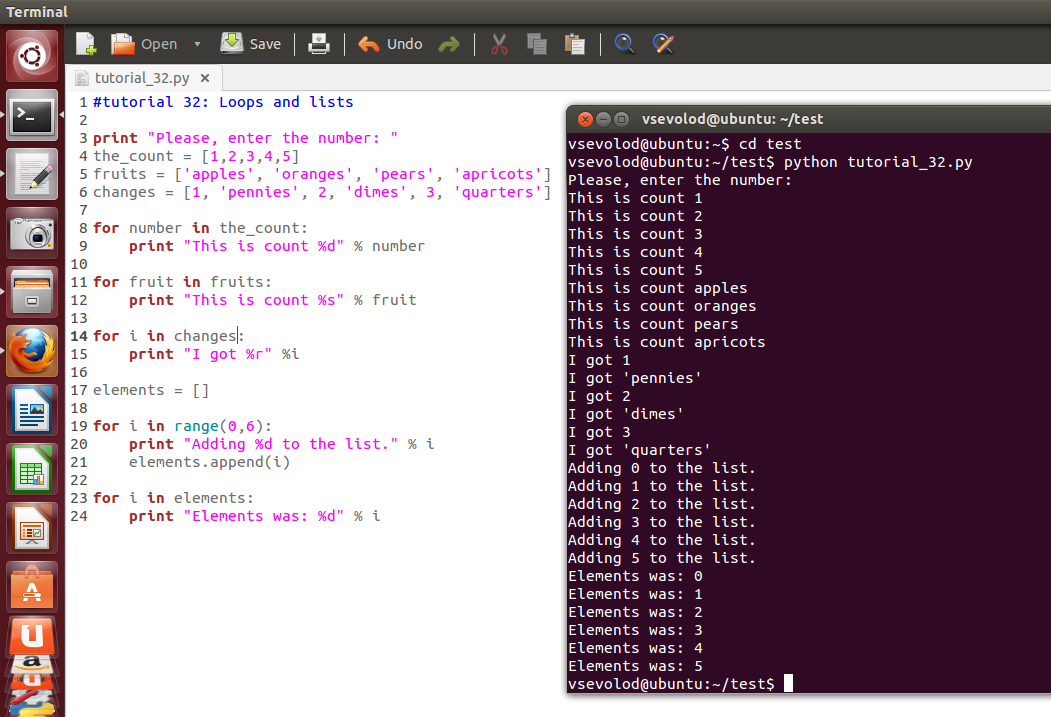 Terminal
Open Save Undo
tutorial_32.py
1 #tutorial 32: Loops and lists
2
3 print "Please, enter the number: "
4 the_count = [1,2,3,4,5]
5 fruits = ['apples', 'oranges', 'pears', 'apricots']
6 changes = [1, 'pennies', 2, 'dimes', 3, 'quarters']
7
8 for number in the_count:
9     print "This is count %d" % number
10
11 for fruit in fruits:
12     print "This is count %s" % fruit
13
14 for i in changes:
15     print "I got %r" %i
16
17 elements = []
18
19 for i in range(0,6):
20     print "Adding %d to the list." % i
21     elements.append(i)
22
23 for i in elements:
24     print "Elements was: %d" % i
vsevolod@ubuntu: ~/test
vsevolod@ubuntu:~$ cd test
vsevolod@ubuntu:~/test$ python tutorial_32.py
Please, enter the number:
This is count 1
This is count 2
This is count 3
This is count 4
This is count 5
This is count apples
This is count oranges
This is count pears
This is count apricots
I got 1
I got 'pennies'
I got 2
I got 'dimes'
I got 3
I got 'quarters'
Adding 0 to the list.
Adding 1 to the list.
Adding 2 to the list.
Adding 3 to the list.
Adding 4 to the list.
Adding 5 to the list.
Elements was: 0
Elements was: 1
Elements was: 2
Elements was: 3
Elements was: 4
Elements was: 5
vsevolod@ubuntu:~/test$